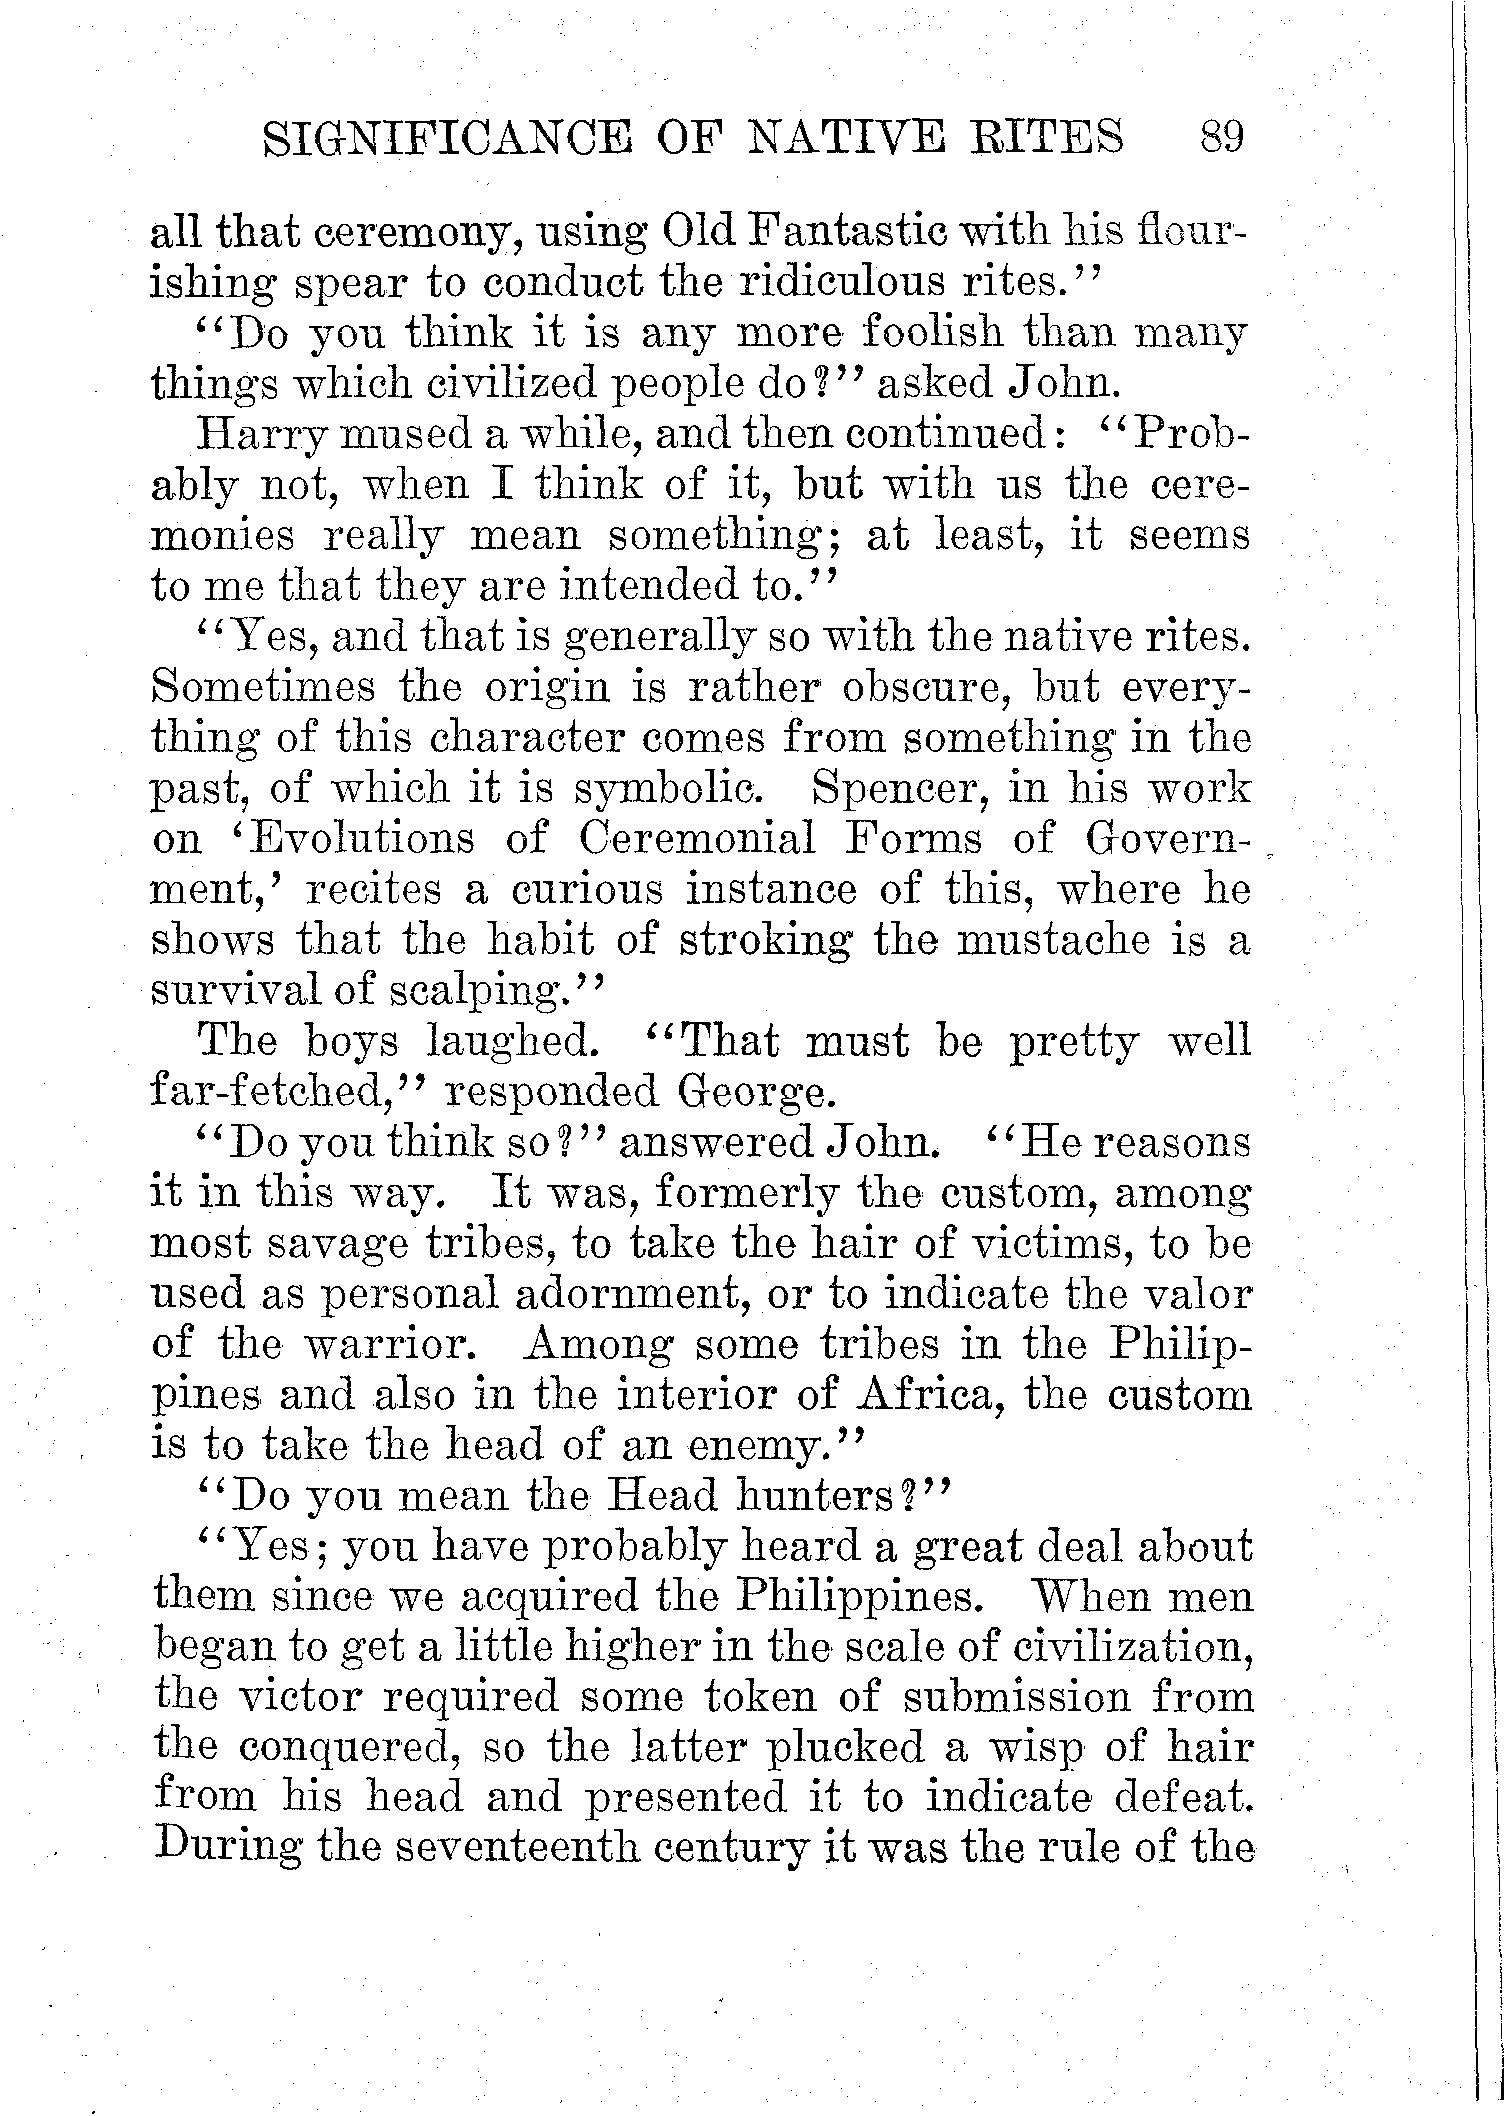 SIGNIFICANCE OF NATIVE RITES 89
all that ceremony, using Old Fantastic with his flour-
ishing spear to conduct the ridiculous rites.''
''Do you think it is any more foolish than many
things which civilized people do?'' asked John.
Harry mused a while, and then continued: ''Prob-
ably not, when I think of it, but with us the cere-
monies really mean something; at least, it seems
to me that they are intended to.''
''Yes, and that is generally so with the native rites.
Sometimes the origin is rather obscure, but every-
thing of this character comes from something in the
past, of which it is symbolic. Spencer, in his work
on 'Evolutions of Ceremonial Forms of Govern-
ment,' recites a curious instance of this, where he
shows that the habit of stroking the mustache is a
survival of scalping.''
The boys laughed. ''That must be pretty well
far-fetched,'' responded George.
''Do you think so?'' answered John. ''He reasons
it in this way. It was, formerly the custom, among
most savage tribes, to take the hair of victims, to be
used as personal adornment, or to indicate the valor
of the warrior. Among some tribes in the Philip-
pines and also in the interior of Africa, the custom
is to take the head of an enemy.''
''Do you mean the Head hunters?''
''Yes; you have probably heard a great deal about
them since we acquired the Philippines. When men
began to get a little higher in the scale of civilization,
the victor required some token of submission from
the conquered, so the latter plucked a wisp of hair
from his head and presented it to indicate defeat.
During the seventeenth century it was the rule of the